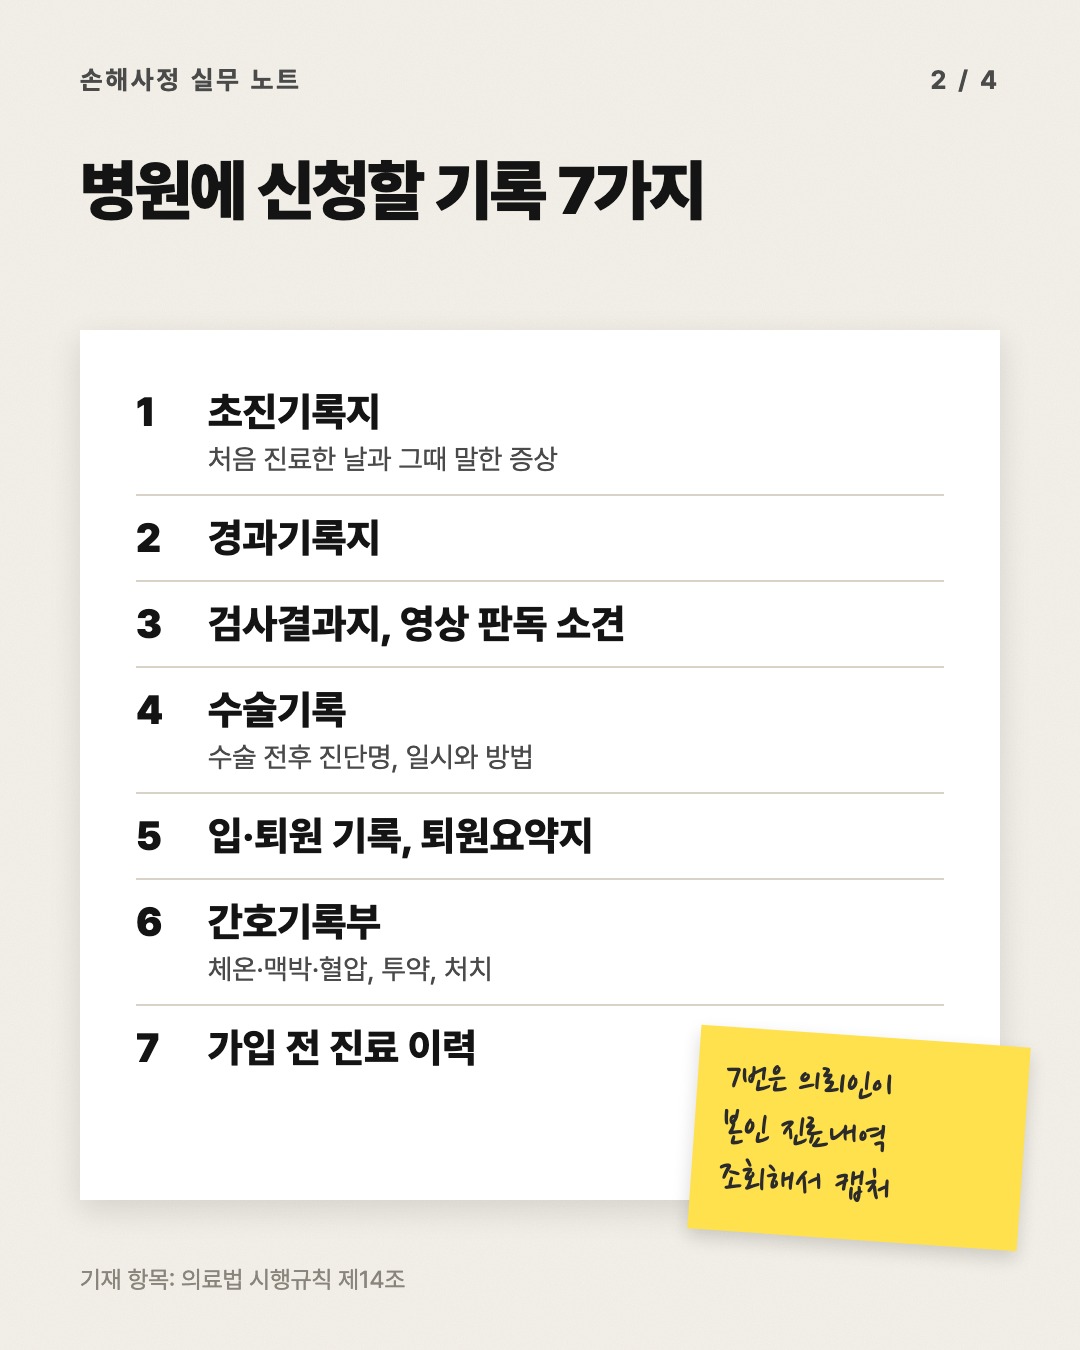 손해사정 실무 노트
2 / 4
병원에 신청할 기록 7가지
1 초진기록지
처음 진료한 날과 그때 말한 증상
2 경과기록지
3 검사결과지, 영상 판독 소견
4 수술기록
수술 전후 진단명, 일시와 방법
5 입·퇴원 기록, 퇴원요약지
6 간호기록부
체온·맥박·혈압, 투약, 처치
7 가입 전 진료 이력
7번은 의뢰인이
본인 진료내역
조회해서 캡처
기재 항목: 의료법 시행규칙 제14조